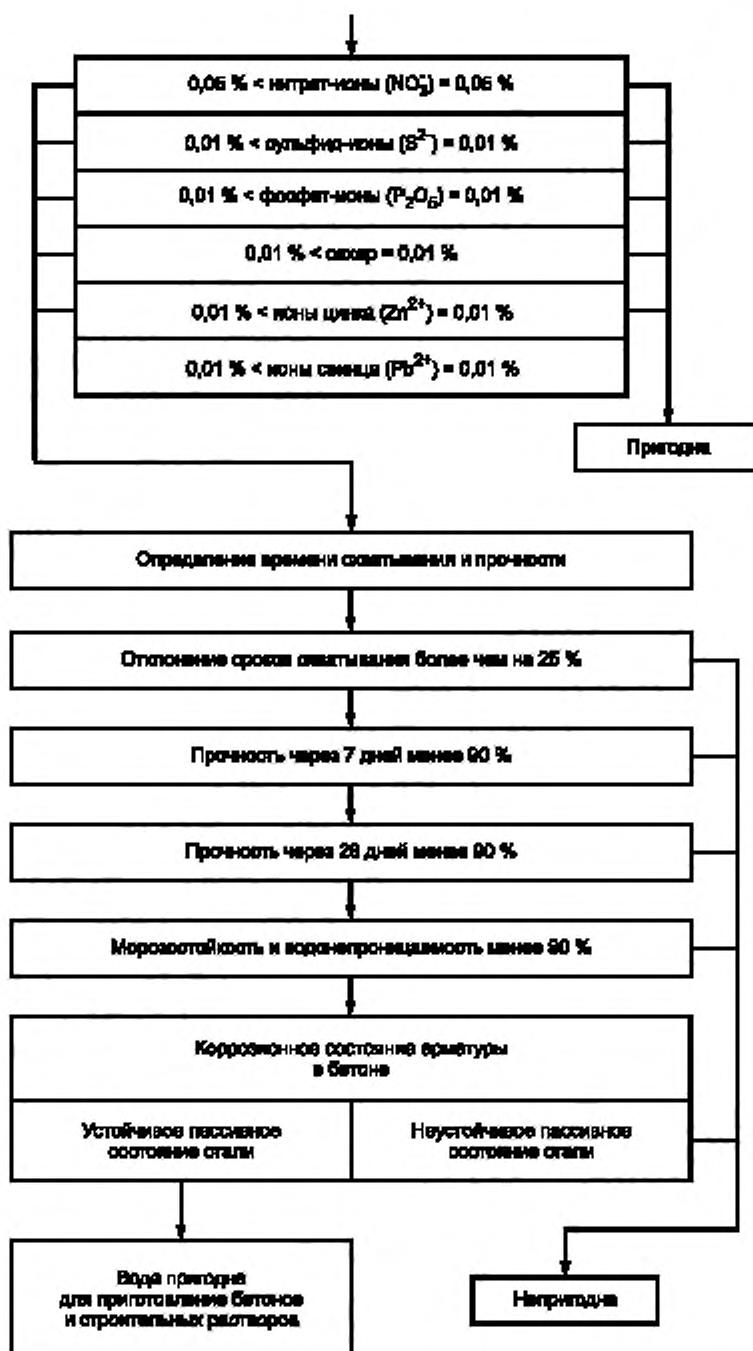 0,05 % < нитрат-ионы (NO₃⁻) = 0,05 %
0,01 % < сульфид-ионы (S²⁻) = 0,01 %
0,01 % < фосфат-ионы (P₂O₅) = 0,01 %
0,01 % < сахар = 0,01 %
0,01 % < ионы цинка (Zn²⁺) = 0,01 %
0,01 % < ионы свинца (Pb²⁺) = 0,01 %
Пригодна
Определение времени схватывания и прочности
Отклонение сроков схватывания более чем на 25 %
Прочность через 7 дней менее 90 %
Прочность через 28 дней менее 90 %
Морозостойкость и водонепроницаемость менее 90 %
Коррозионное состояние арматуры
в бетоне
Устойчивое пассивное
состояние стали
Неустойчивое пассивное
состояние стали
Вода пригодна
для приготовление бетонов
и строительных растворов
Непригодна